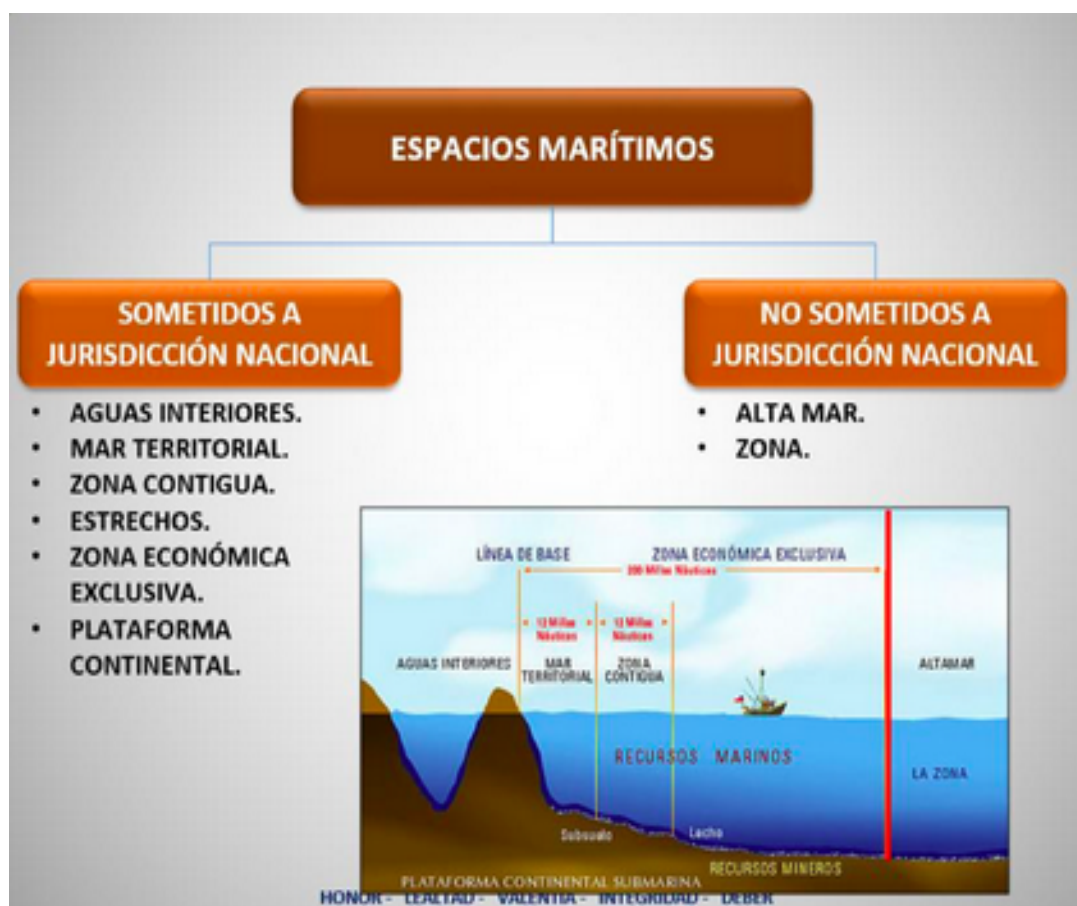 ESPACIOS MARÍTIMOS
SOMETIDOS A
JURISDICCIÓN NACIONAL
• AGUAS INTERIORES.
• MAR TERRITORIAL.
• ZONA CONTIGUA.
• ESTRECHOS.
• ZONA ECONÓMICA
EXCLUSIVA.
• PLATAFORMA
CONTINENTAL.
NO SOMETIDOS A
JURISDICCIÓN NACIONAL
• ALTA MAR.
• ZONA.
LÍNEA DE BASE
ZONA ECONÓMICA EXCLUSIVA
200 Millas Náuticas
12 Millas
Náuticas
12 Millas
Náuticas
AGUAS INTERIORES
MAR
TERRITORIAL
ZONA
CONTIGUA
ALTAMAR
RECURSOS MARINOS
LA ZONA
Subsuelo
Lecho
RECURSOS MINEROS
PLATAFORMA CONTINENTAL SUBMARINA
HONOR - LEALTAD - VALENTIA - INTEGRIDAD - DEBER